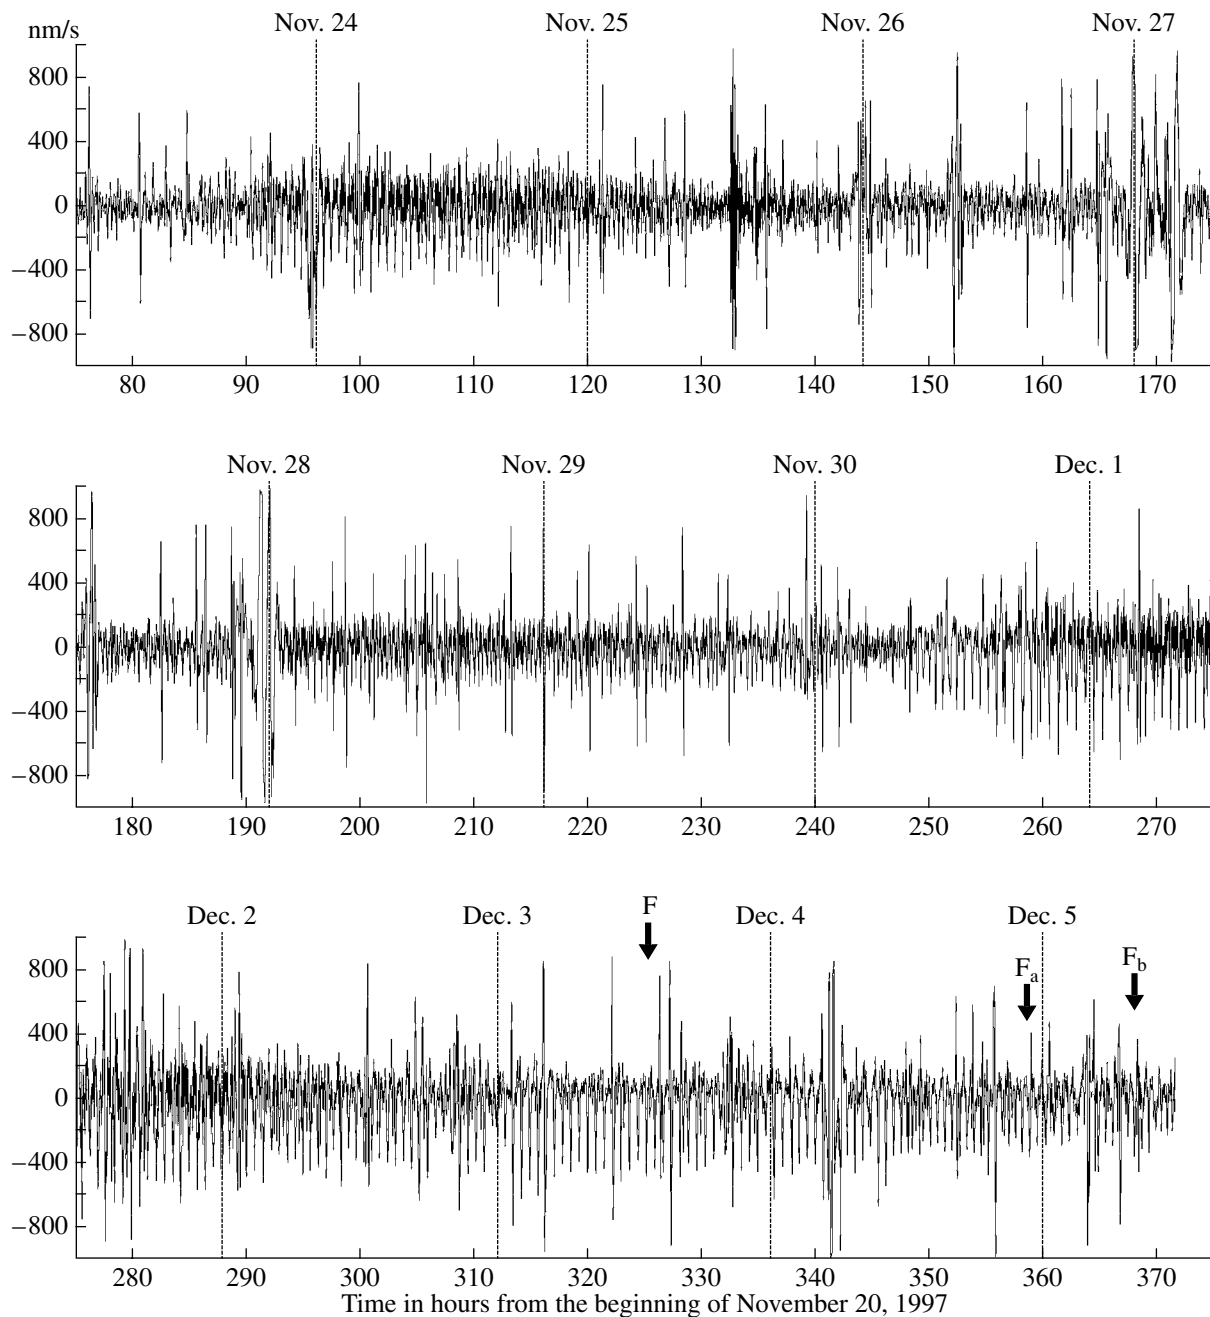 Nov. 24 Nov. 25 Nov. 26 Nov. 27
nm/s
800
400
0
−400
−800
80 90 100 110 120 130 140 150 160 170
Nov. 28 Nov. 29 Nov. 30 Dec. 1
800
400
0
−400
−800
180 190 200 210 220 230 240 250 260 270
Dec. 2 Dec. 3 F Dec. 4 Dec. 5
Fa Fb
800
400
0
−400
−800
280 290 300 310 320 330 340 350 360 370
Time in hours from the beginning of November 20, 1997